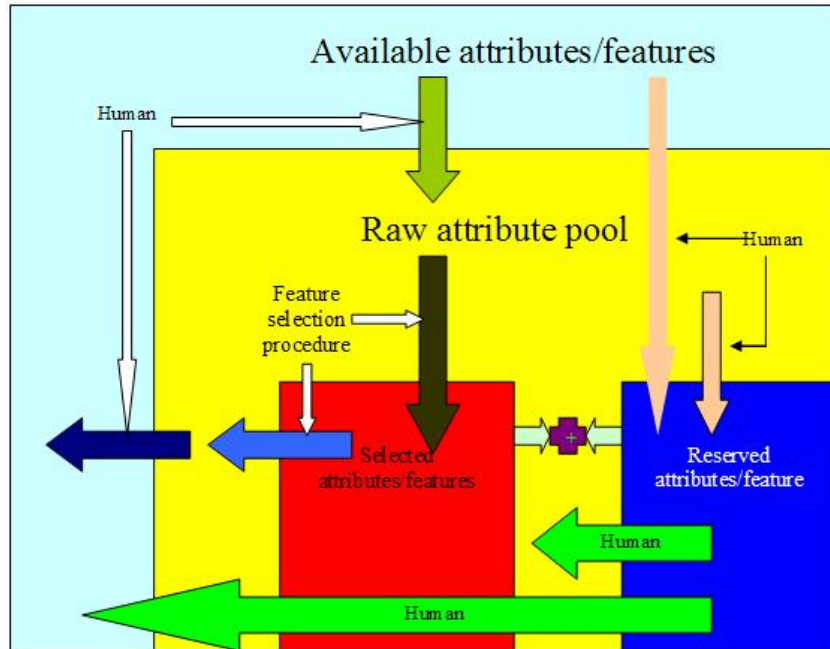 Available attributes/features
Human
Raw attribute pool
Human
Feature
selection
procedure
Selected
attributes/features
+
Reserved
attributes/feature
Human
Human